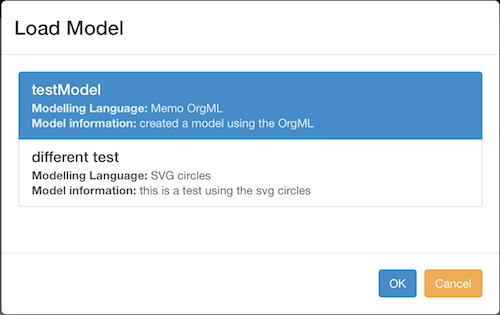 Load Model
testModel
Modelling Language: Memo OrgML
Model information: created a model using the OrgML
different test
Modelling Language: SVG circles
Model information: this is a test using the svg circles
OK Cancel